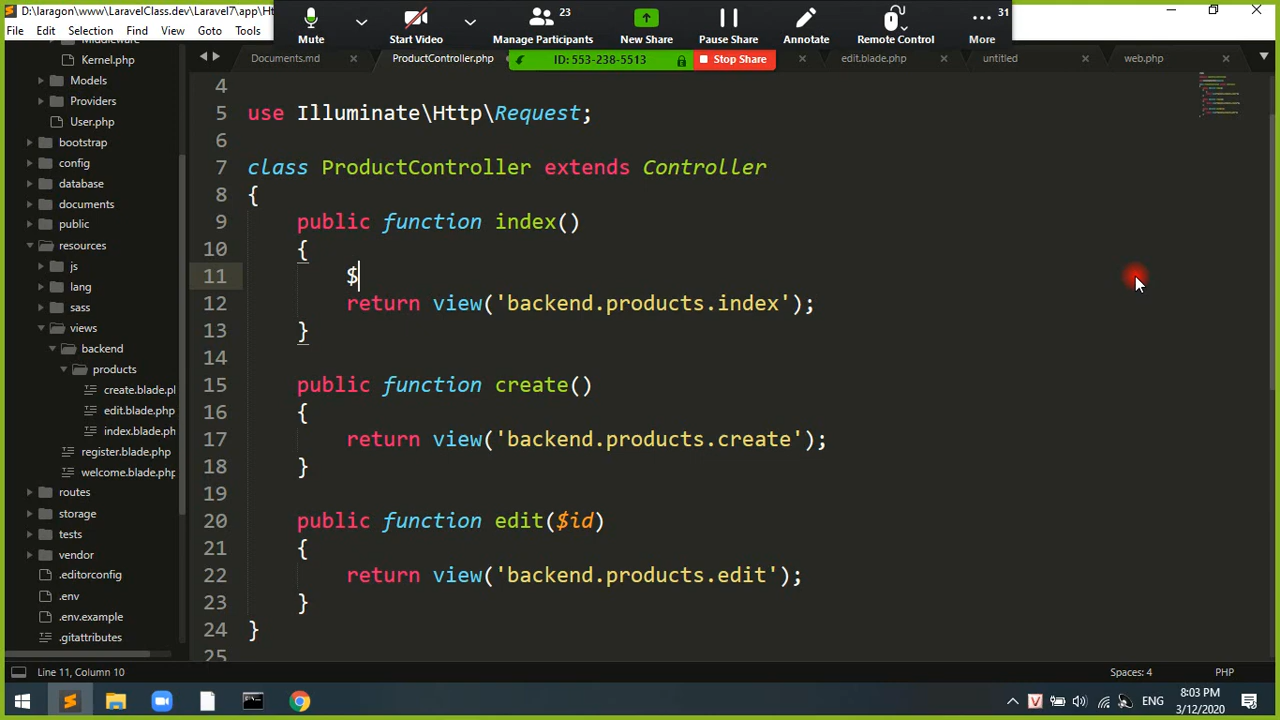 D:\laragon\www\LaravelClass.dev\Laravel7\app\Ht
Mute
Start Video
23
Manage Participants
New Share
Pause Share
Annotate
Remote Control
31
More
File Edit Selection Find View Goto Tools
ID: 553-238-5513
Stop Share
Documents.md
ProductController.php
edit.blade.php
untitled
web.php
Kernel.php
Models
Providers
User.php
bootstrap
config
database
documents
public
resources
js
lang
sass
views
backend
products
create.blade.pl
edit.blade.php
index.blade.ph
register.blade.php
welcome.blade.php
routes
storage
tests
vendor
.editorconfig
.env
.env.example
.gitattributes
4
5 use Illuminate\Http\Request;
6
7 class ProductController extends Controller
8 {
9 public function index()
10 {
11 $
12 return view('backend.products.index');
13 }
14
15 public function create()
16 {
17 return view('backend.products.create');
18 }
19
20 public function edit($id)
21 {
22 return view('backend.products.edit');
23 }
24 }
25
Line 11, Column 10
Spaces: 4
PHP
ENG
8:03 PM
3/12/2020